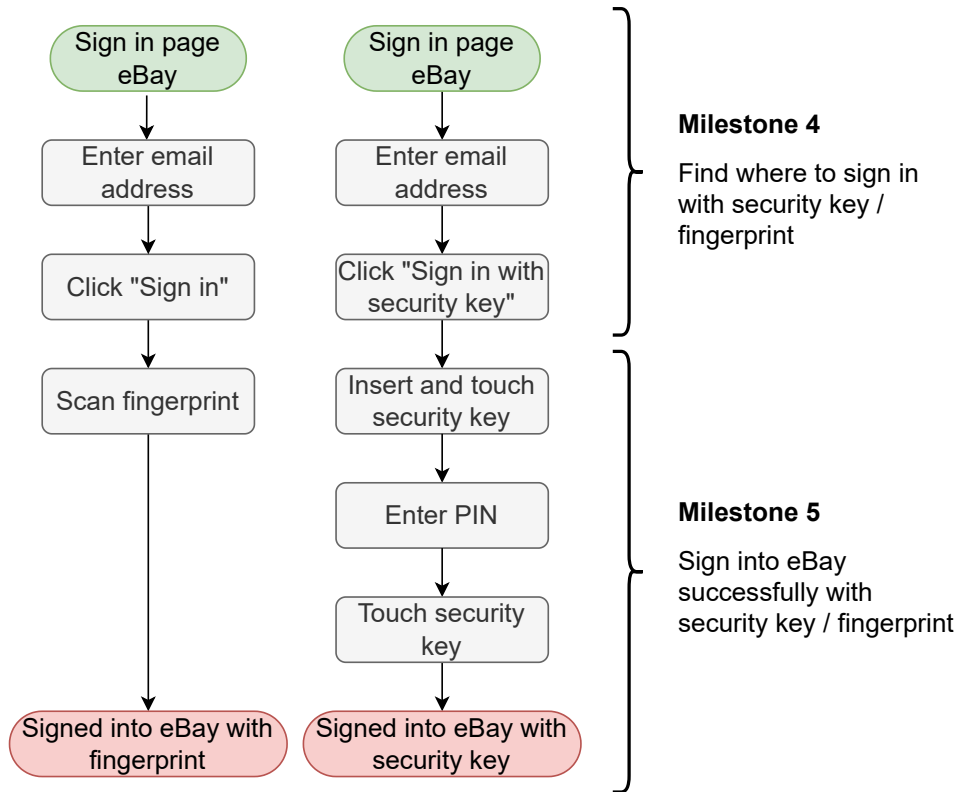 Sign in page
eBay
Enter email
address
Click "Sign in"
Scan fingerprint
Signed into eBay with
fingerprint
Sign in page
eBay
Enter email
address
Click "Sign in with
security key"
Insert and touch
security key
Enter PIN
Touch security
key
Signed into eBay with
security key
Milestone 4
Find where to sign in
with security key /
fingerprint
Milestone 5
Sign into eBay
successfully with
security key / fingerprint